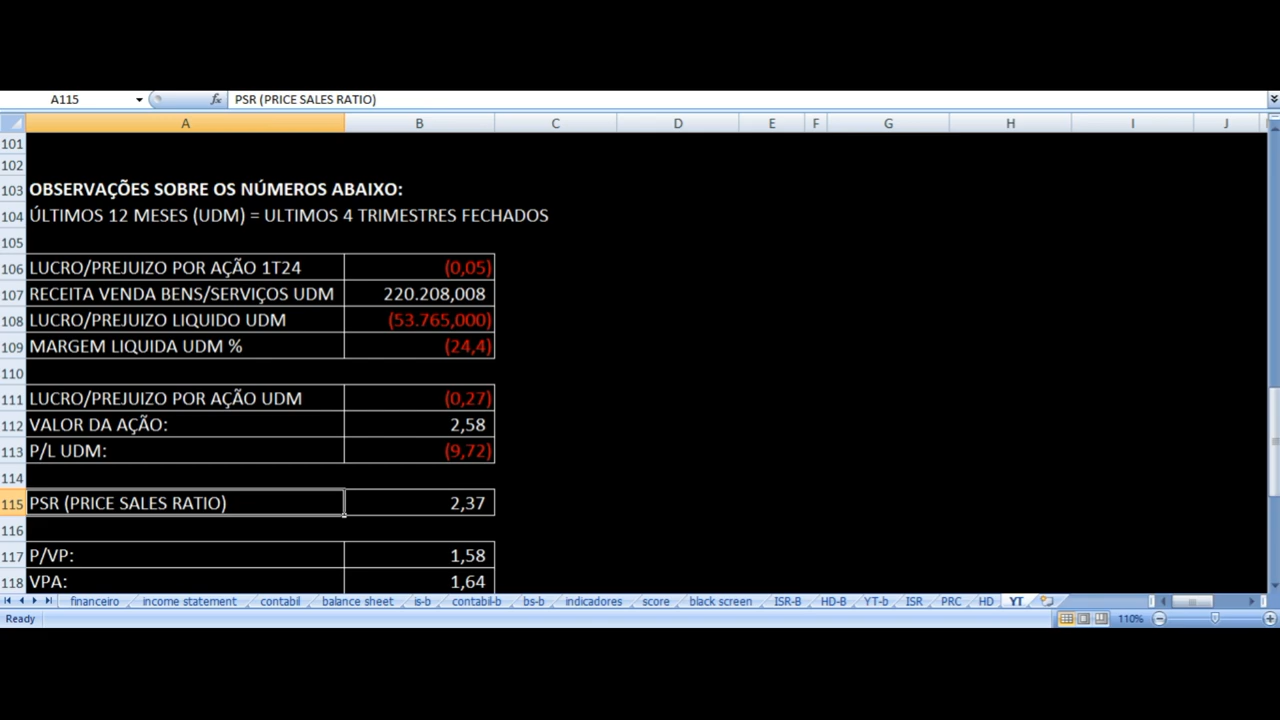 A115 fx PSR (PRICE SALES RATIO)
A B C D E F G H I J
101
102
103 OBSERVAÇÕES SOBRE OS NÚMEROS ABAIXO:
104 ÚLTIMOS 12 MESES (UDM) = ULTIMOS 4 TRIMESTRES FECHADOS
105
106 LUCRO/PREJUIZO POR AÇÃO 1T24 (0,05)
107 RECEITA VENDA BENS/SERVIÇOS UDM 220.208,008
108 LUCRO/PREJUIZO LIQUIDO UDM (53.765,000)
109 MARGEM LIQUIDA UDM % (24,4)
110
111 LUCRO/PREJUIZO POR AÇÃO UDM (0,27)
112 VALOR DA AÇÃO: 2,58
113 P/L UDM: (9,72)
114
115 PSR (PRICE SALES RATIO) 2,37
116
117 P/VP: 1,58
118 VPA: 1,64
financeiro income statement contabil balance sheet is-b contabil-b bs-b indicadores score black screen ISR-B HD-B YT-b ISR PRC HD YT
Ready 110%